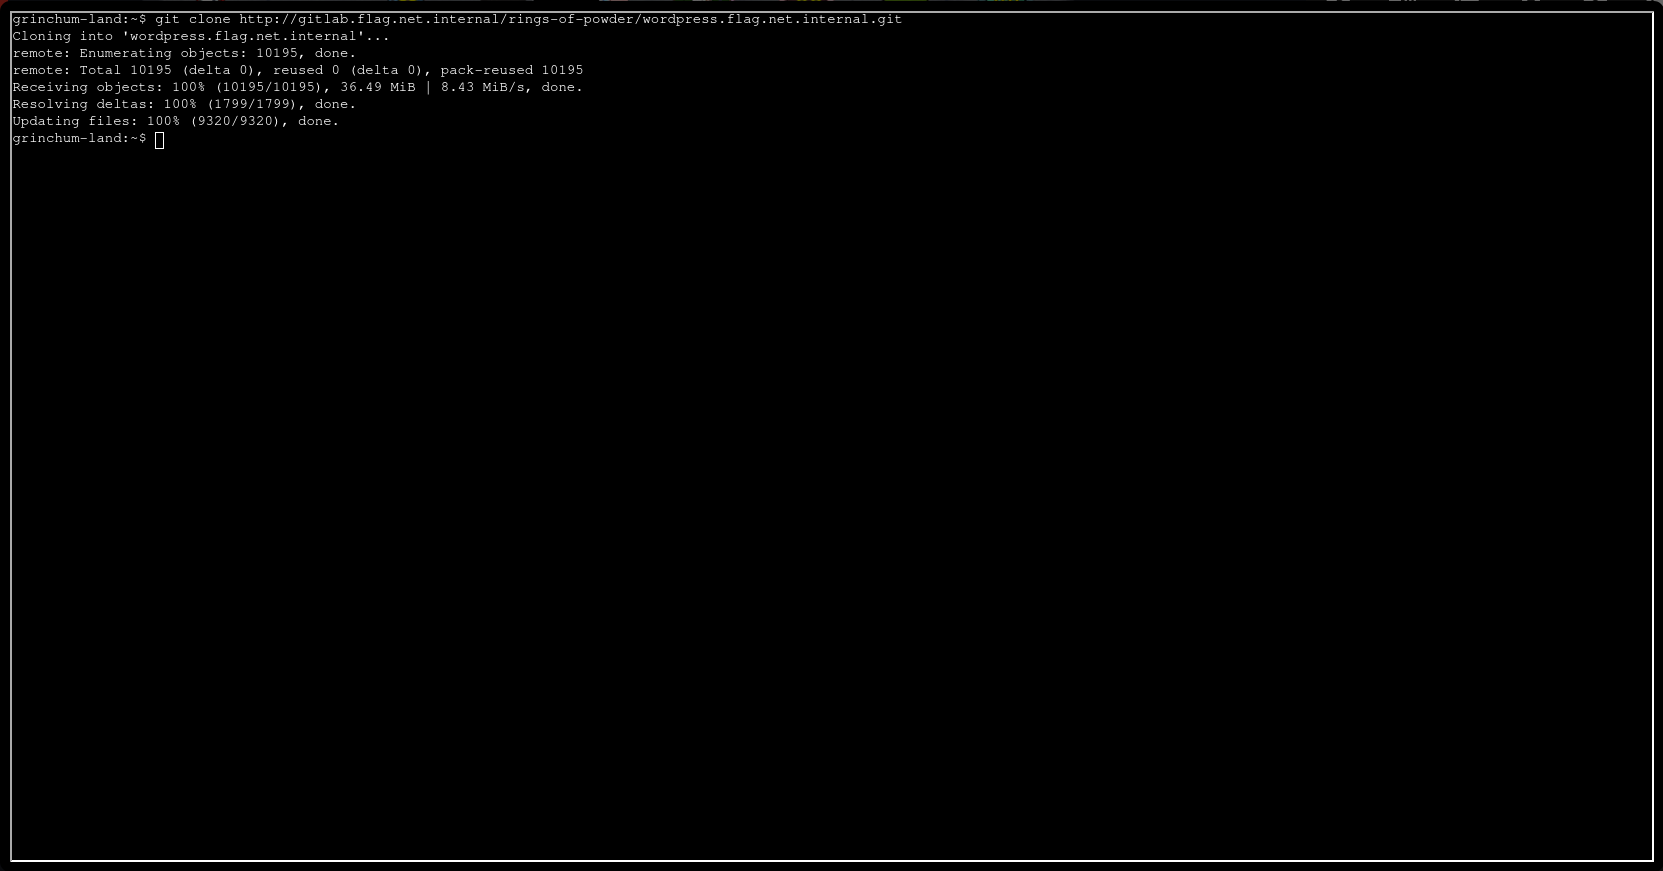 grinchum-land:~$ git clone http://gitlab.flag.net.internal/rings-of-powder/wordpress.flag.net.internal.git
Cloning into 'wordpress.flag.net.internal'...
remote: Enumerating objects: 10195, done.
remote: Total 10195 (delta 0), reused 0 (delta 0), pack-reused 10195
Receiving objects: 100% (10195/10195), 36.49 MiB | 8.43 MiB/s, done.
Resolving deltas: 100% (1799/1799), done.
Updating files: 100% (9320/9320), done.
grinchum-land:~$